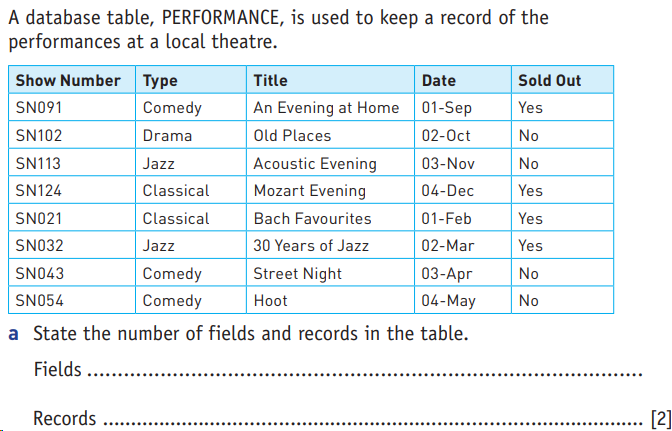 A database table, PERFORMANCE, is used to keep a record of the
performances at a local theatre.
Show Number Type Title Date Sold Out
SN091 Comedy An Evening at Home 01-Sep Yes
SN102 Drama Old Places 02-Oct No
SN113 Jazz Acoustic Evening 03-Nov No
SN124 Classical Mozart Evening 04-Dec Yes
SN021 Classical Bach Favourites 01-Feb Yes
SN032 Jazz 30 Years of Jazz 02-Mar Yes
SN043 Comedy Street Night 03-Apr No
SN054 Comedy Hoot 04-May No
a State the number of fields and records in the table.
Fields ..........................................................................................
Records ........................................................................................ [2]